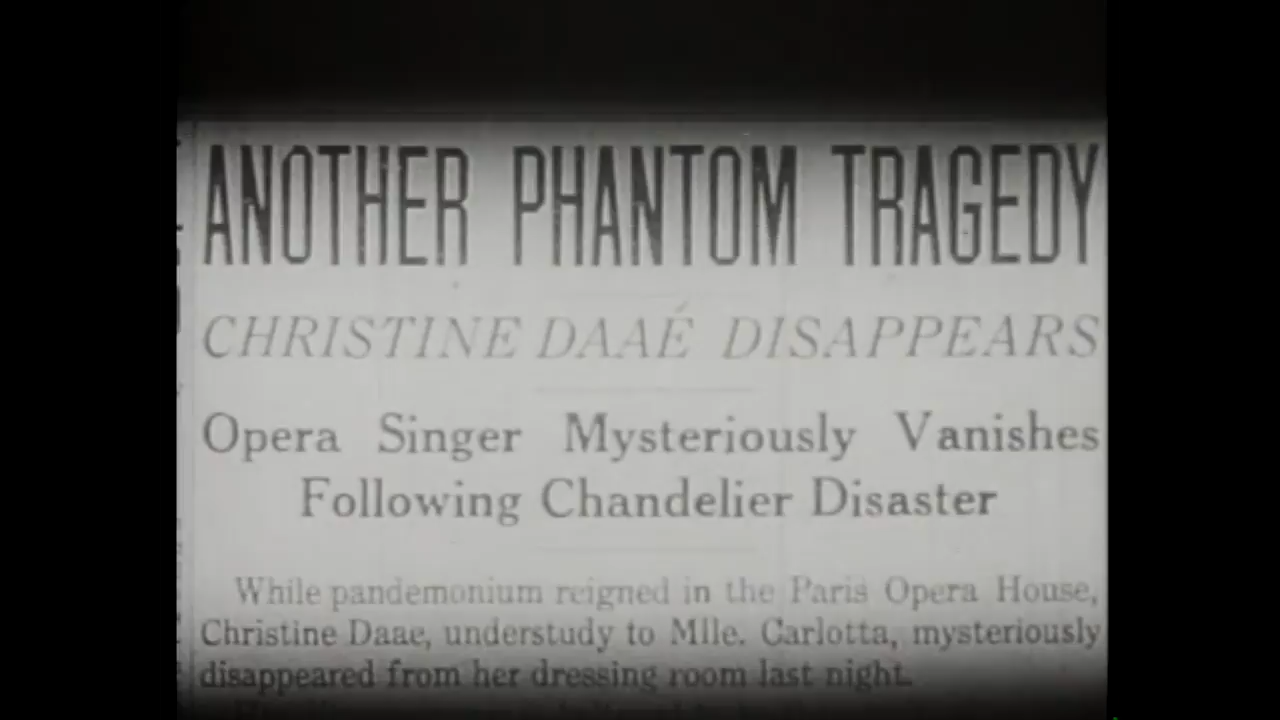 ANOTHER PHANTOM TRAGEDY
CHRISTINE DAAÉ DISAPPEARS
Opera Singer Mysteriously Vanishes
Following Chandelier Disaster
While pandemonium reigned in the Paris Opera House,
Christine Daae, understudy to Mlle. Carlotta, mysteriously
disappeared from her dressing room last night.